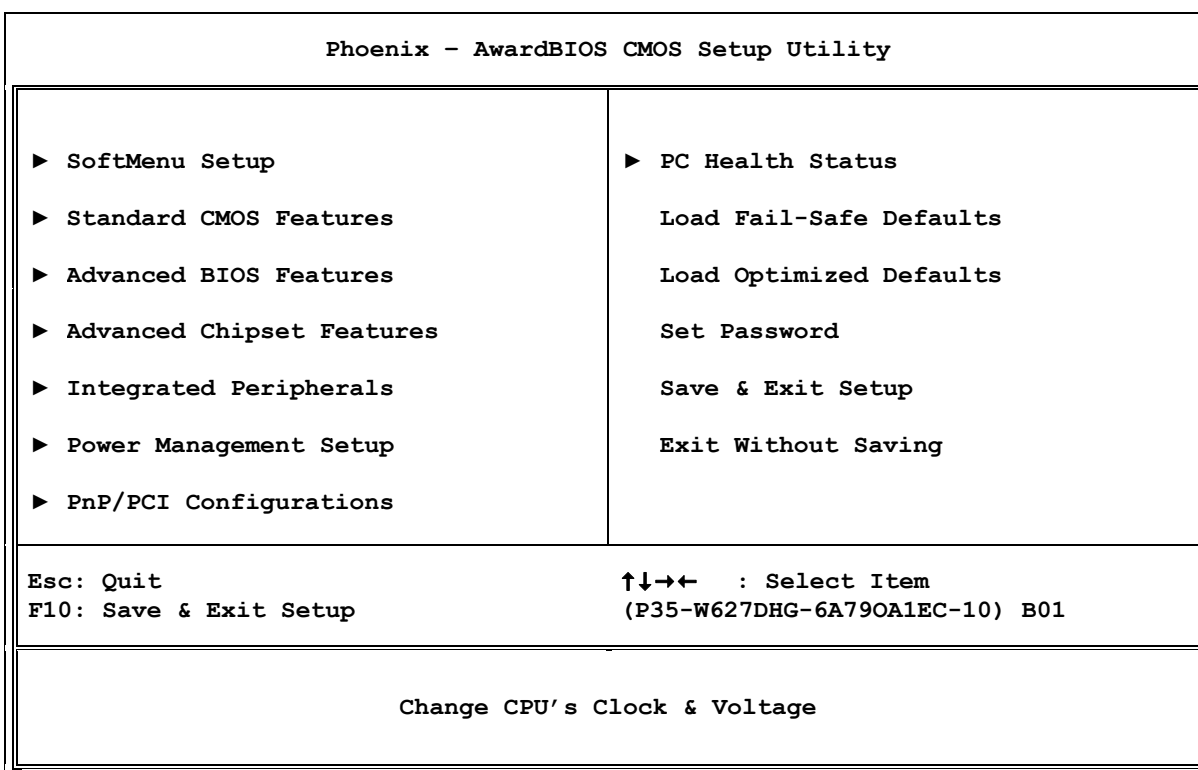 Phoenix – AwardBIOS CMOS Setup Utility
► SoftMenu Setup
► Standard CMOS Features
► Advanced BIOS Features
► Advanced Chipset Features
► Integrated Peripherals
► Power Management Setup
► PnP/PCI Configurations
► PC Health Status
Load Fail-Safe Defaults
Load Optimized Defaults
Set Password
Save & Exit Setup
Exit Without Saving
Esc: Quit
F10: Save & Exit Setup
↑↓→← : Select Item
(P35-W627DHG-6A79OA1EC-10) B01
Change CPU’s Clock & Voltage